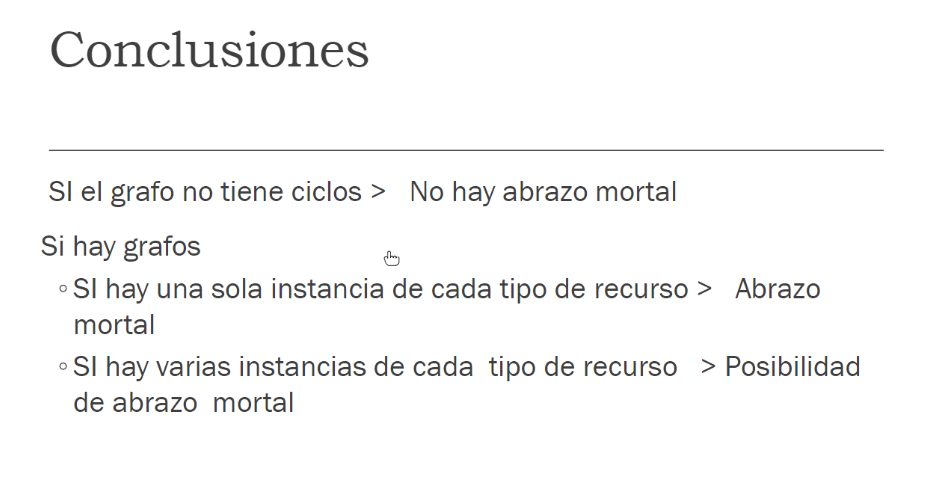 Conclusiones
SI el grafo no tiene ciclos > No hay abrazo mortal
Si hay grafos
◦ SI hay una sola instancia de cada tipo de recurso > Abrazo
mortal
◦ SI hay varias instancias de cada tipo de recurso > Posibilidad
de abrazo mortal